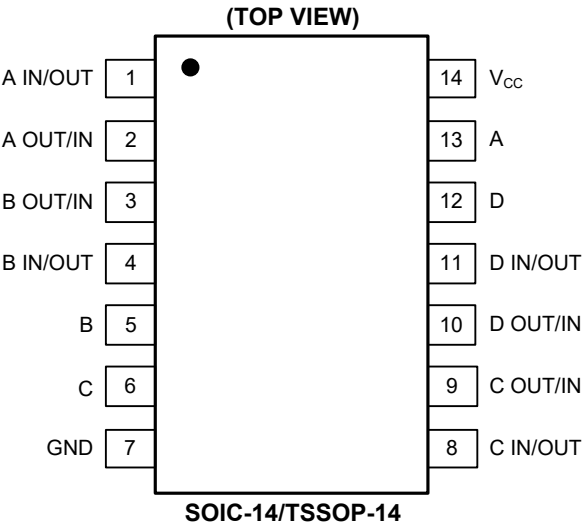 (TOP VIEW)
A IN/OUT 1 14 VCC
A OUT/IN 2 13 A
B OUT/IN 3 12 D
B IN/OUT 4 11 D IN/OUT
B 5 10 D OUT/IN
C 6 9 C OUT/IN
GND 7 8 C IN/OUT
SOIC-14/TSSOP-14